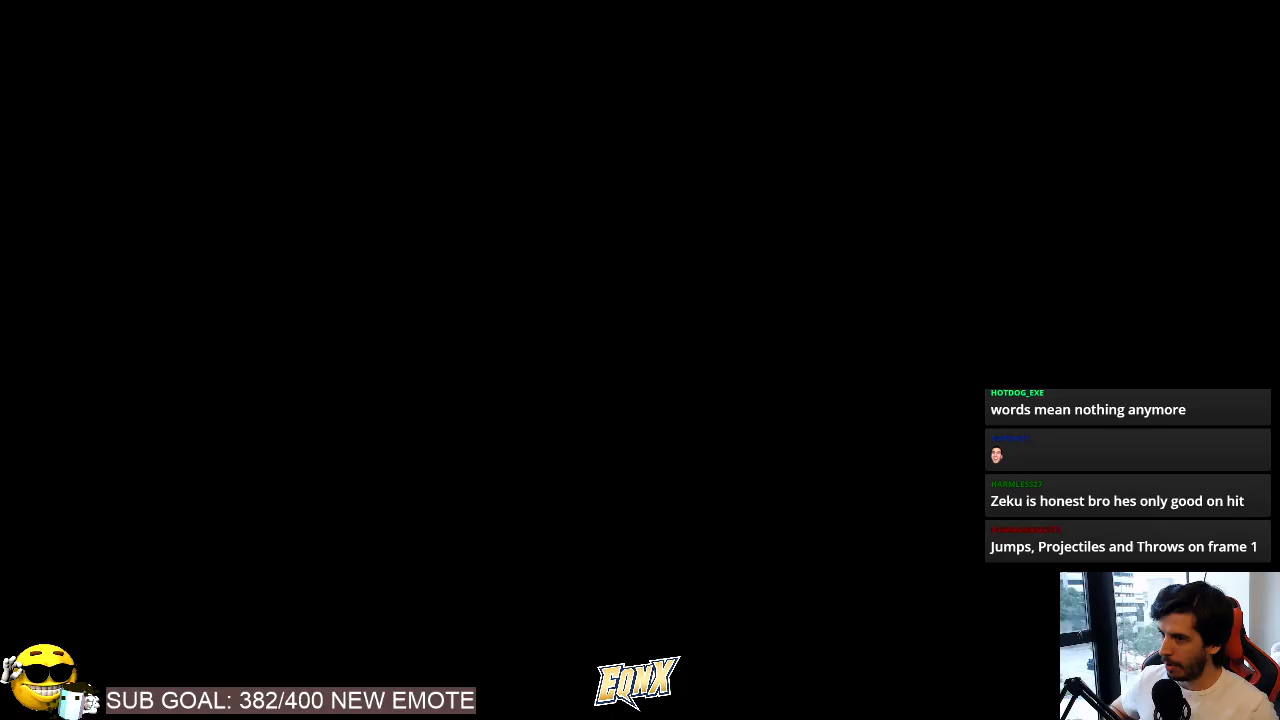 HOTDOG_EXE
words mean nothing anymore
HARMLESS27
Zeku is honest bro hes only good on hit
Jumps, Projectiles and Throws on frame 1
EQNX
SUB GOAL: 382/400 NEW EMOTE